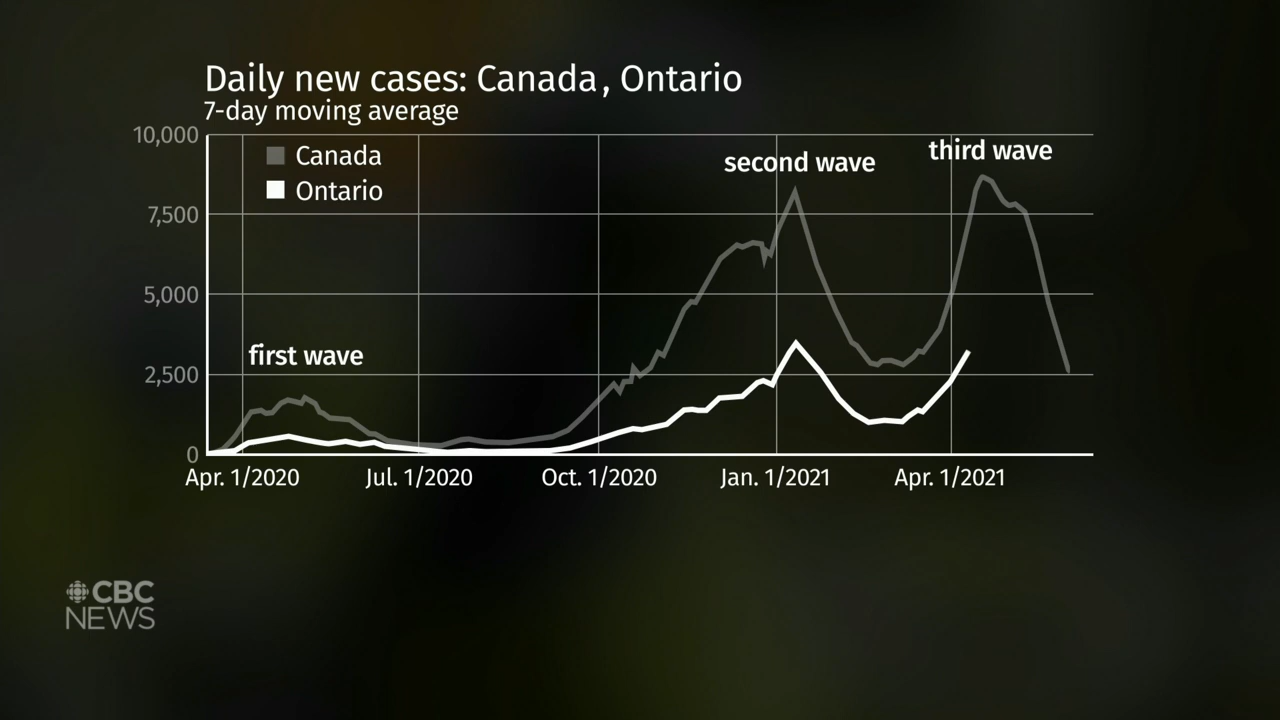 Daily new cases: Canada, Ontario
7-day moving average
10,000
7,500
5,000
2,500
0
Canada
Ontario
first wave
second wave
third wave
Apr. 1/2020
Jul. 1/2020
Oct. 1/2020
Jan. 1/2021
Apr. 1/2021
CBC
NEWS